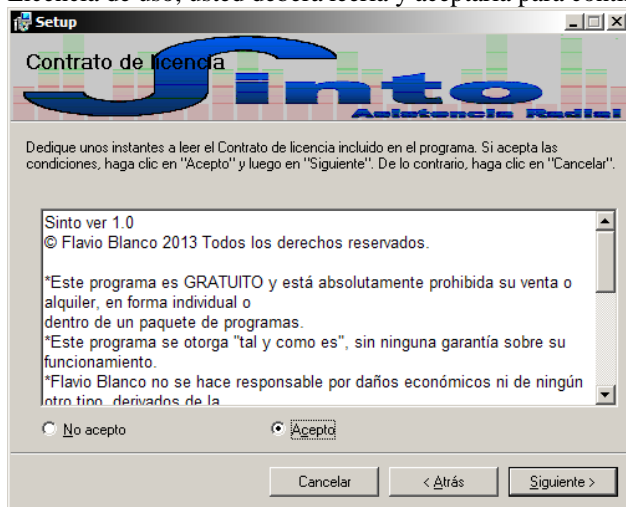 Licencia de uso, usted deberá leerla y aceptarla para
Setup
Contrato de licencia
Sinto
Asistencia Radial
Dedique unos instantes a leer el Contrato de licencia incluido en el programa. Si acepta las
condiciones, haga clic en "Acepto" y luego en "Siguiente". De lo contrario, haga clic en "Cancelar".
Sinto ver 1.0
© Flavio Blanco 2013 Todos los derechos reservados.
*Este programa es GRATUITO y está absolutamente prohibida su venta o
alquiler, en forma individual o
dentro de un paquete de programas.
*Este programa se otorga "tal y como es", sin ninguna garantía sobre su
funcionamiento.
*Flavio Blanco no se hace responsable por daños económicos ni de ningún
otro tipo, derivados de la
No acepto
Acepto
Cancelar
< Atrás
Siguiente >